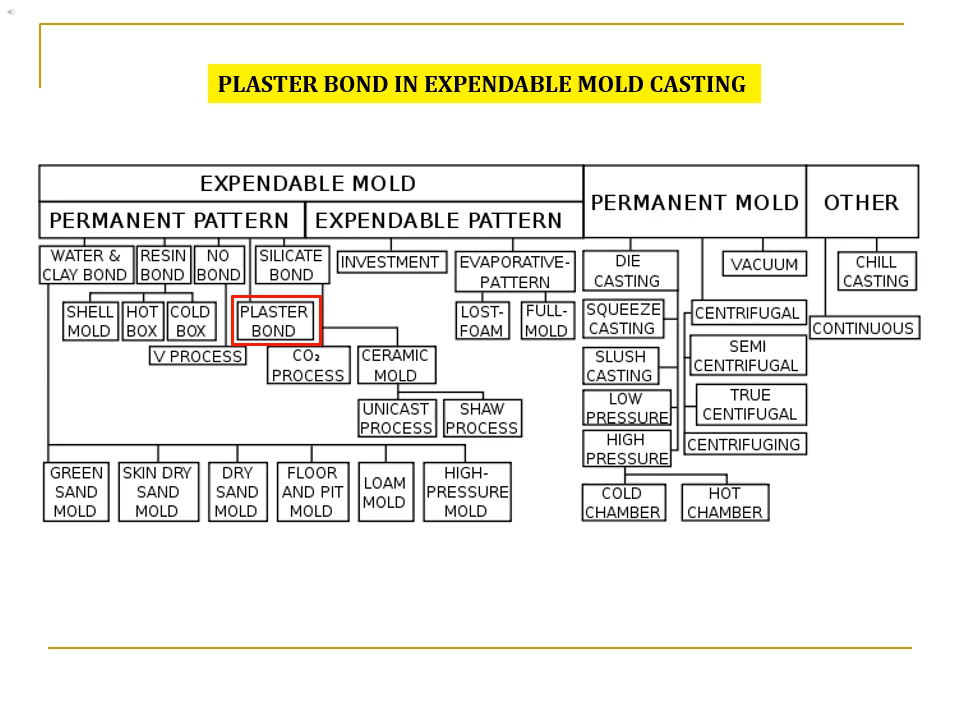 PLASTER BOND IN EXPENDABLE MOLD CASTING
EXPENDABLE MOLD
PERMANENT PATTERN
EXPENDABLE PATTERN
PERMANENT MOLD
OTHER
WATER &
CLAY BOND
RESIN
BOND
NO
BOND
SILICATE
BOND
INVESTMENT
EVAPORATIVE-
PATTERN
DIE
CASTING
VACUUM
CHILL
CASTING
SHELL
MOLD
HOT
BOX
COLD
BOX
PLASTER
BOND
LOST-
FOAM
FULL-
MOLD
SQUEEZE
CASTING
CENTRIFUGAL
CONTINUOUS
V PROCESS
CO₂
PROCESS
CERAMIC
MOLD
SLUSH
CASTING
SEMI
CENTRIFUGAL
UNICAST
PROCESS
SHAW
PROCESS
LOW
PRESSURE
TRUE
CENTIFUGAL
HIGH
PRESSURE
CENTRIFUGING
GREEN
SAND
MOLD
SKIN DRY
SAND
MOLD
DRY
SAND
MOLD
FLOOR
AND PIT
MOLD
LOAM
MOLD
HIGH-
PRESSURE
MOLD
COLD
CHAMBER
HOT
CHAMBER